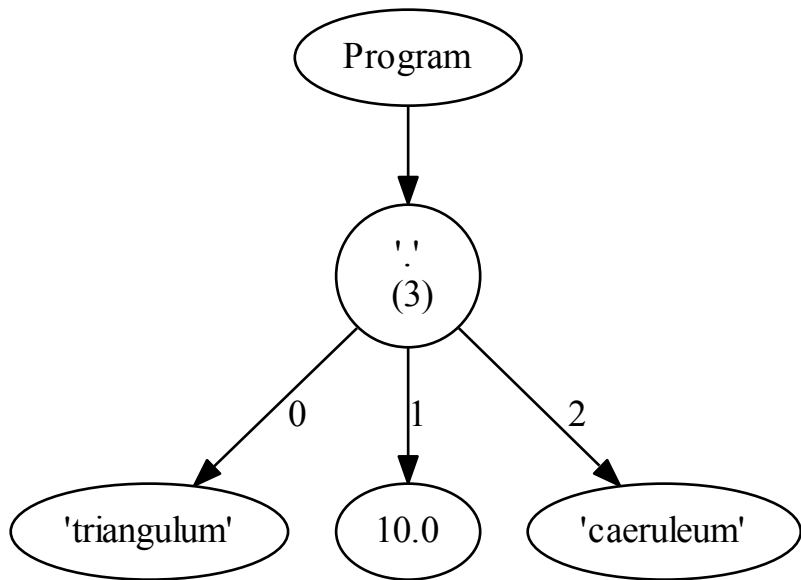 Program
'.'
(3)
0
1
2
'triangulum'
10.0
'caeruleum'